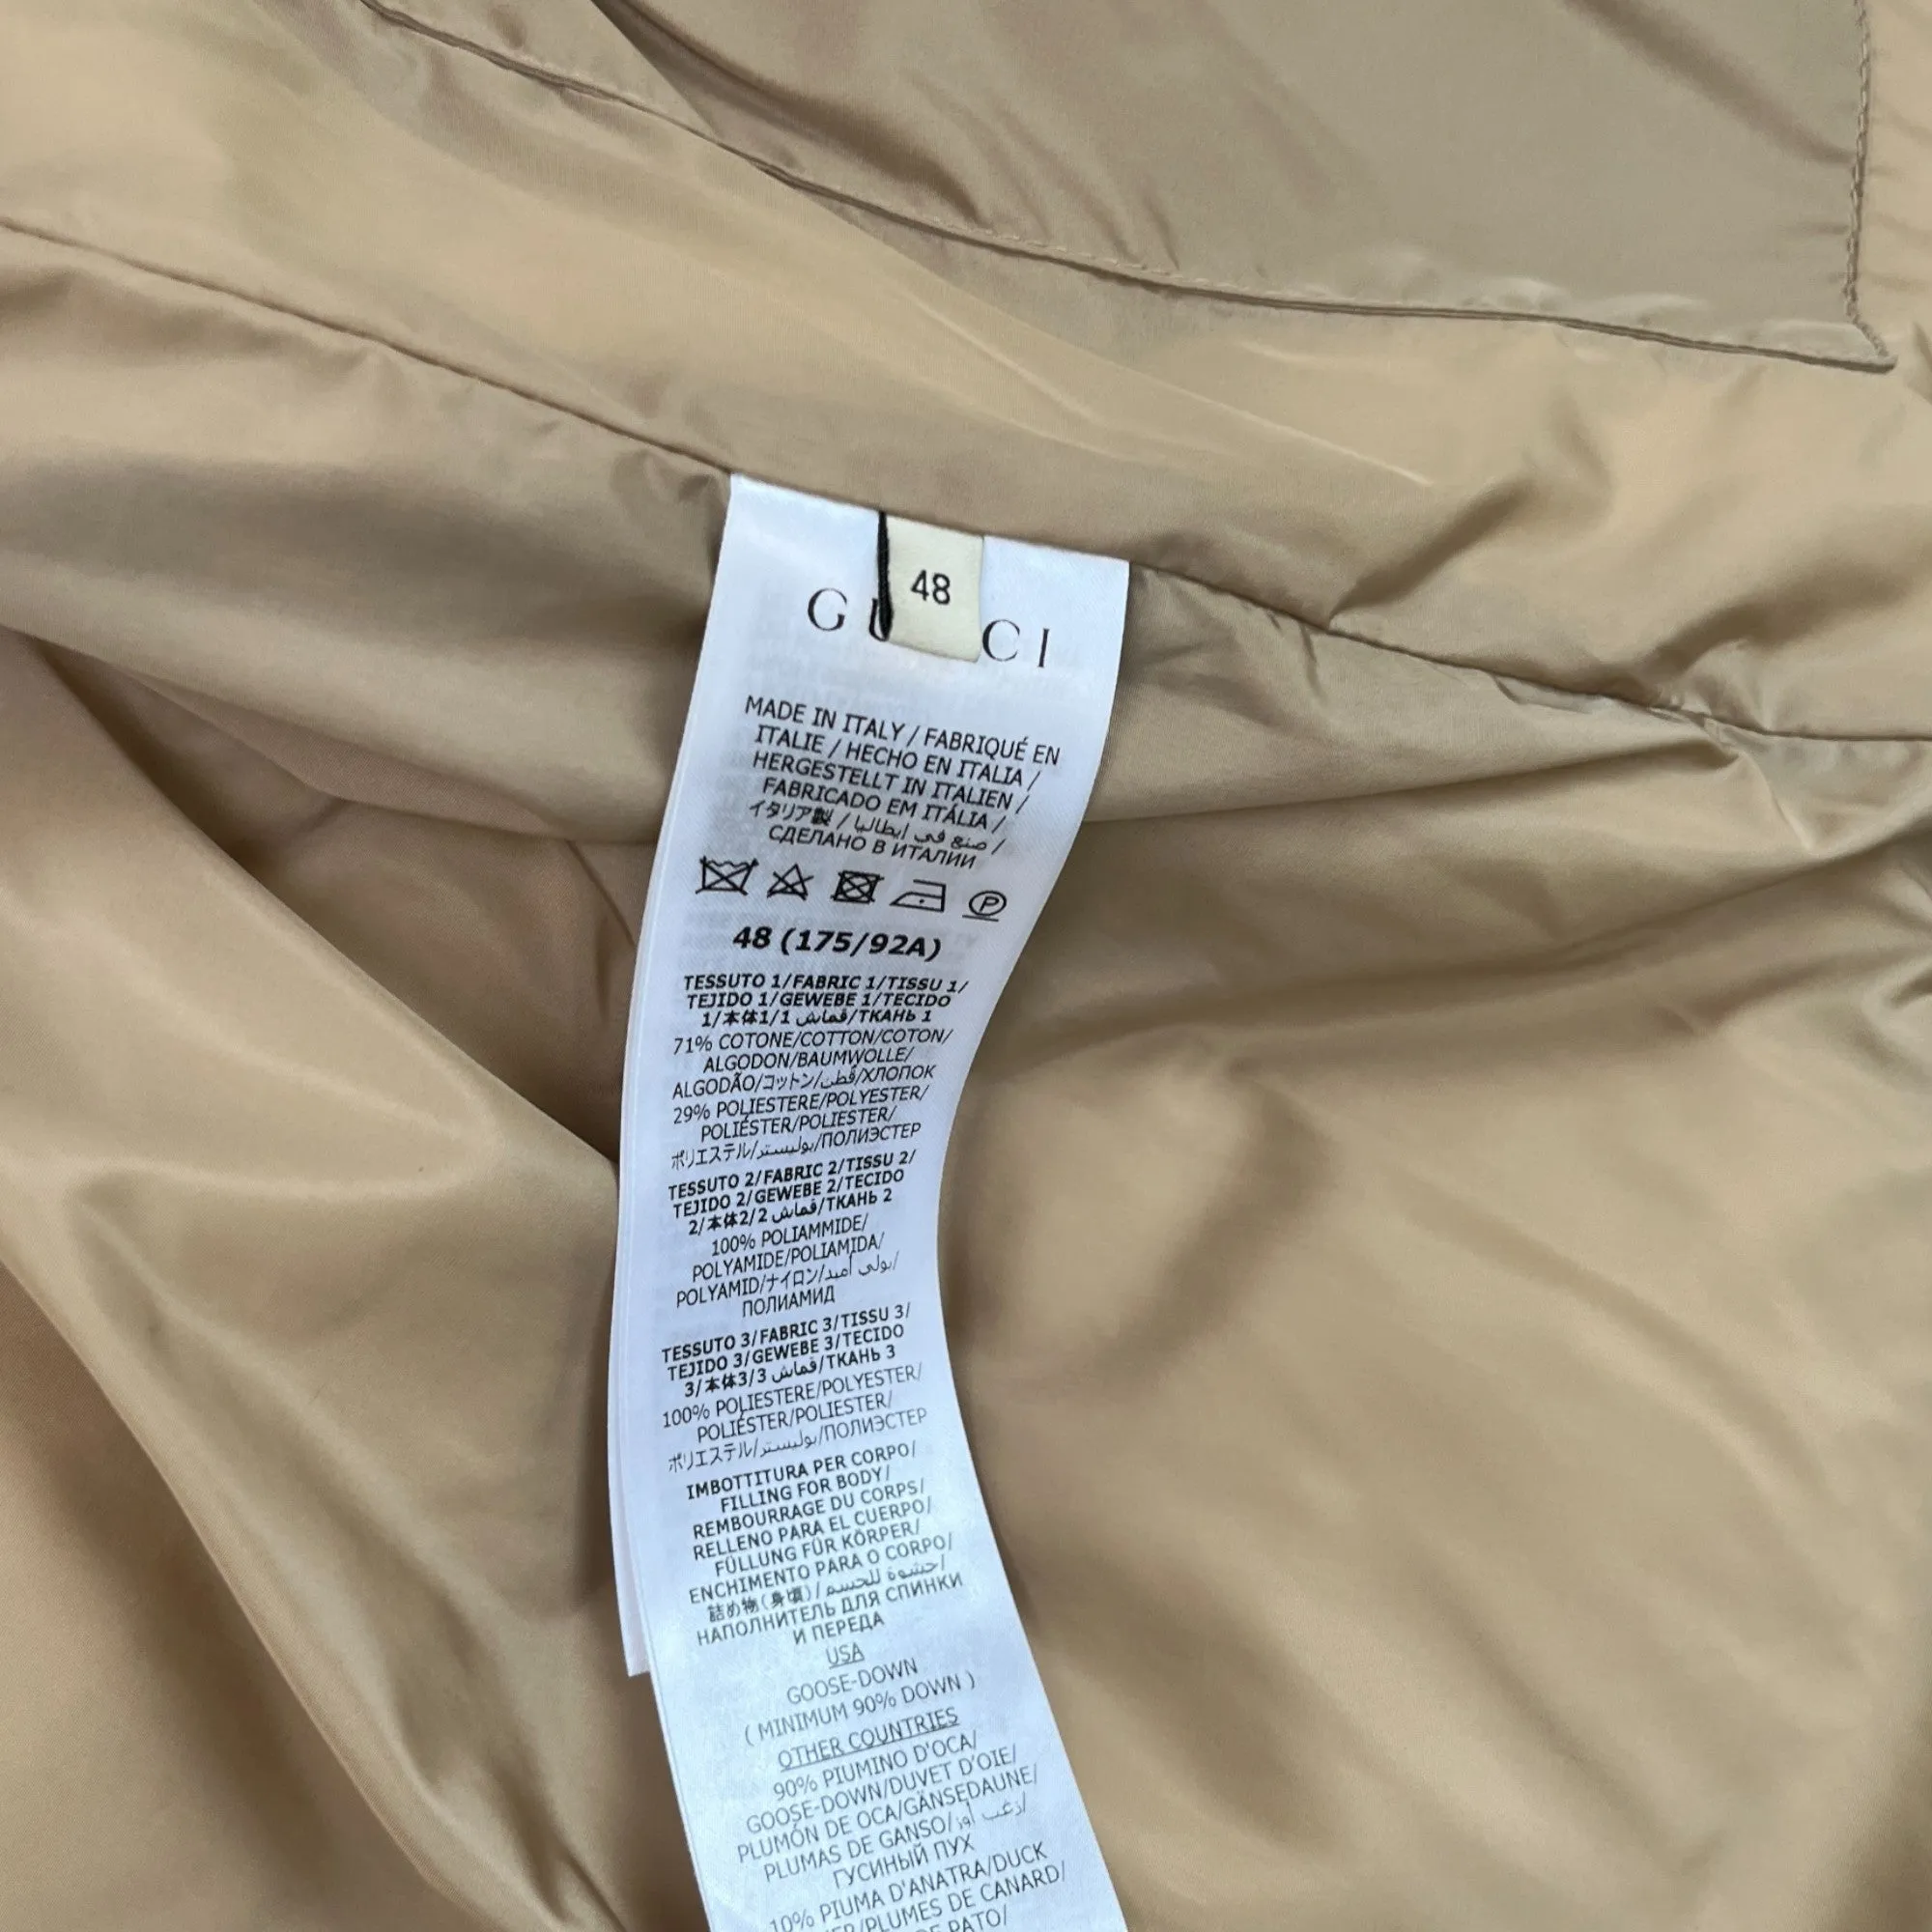 48
GUCCI
MADE IN ITALY / FABRIQUÉ EN
ITALIE / HECHO EN ITALIA /
HERGESTELLT IN ITALIEN /
FABRICADO EM ITÁLIA /
イタリア製 / صنع في إيطاليا /
СДЕЛАНО В ИТАЛИИ
P
48 (175/92A)
TESSUTO 1/FABRIC 1/TISSU 1/
TEJIDO 1/GEWEBE 1/TECIDO
1/本体1/1 قماش/ТКАНЬ 1
71% COTONE/COTTON/COTON/
ALGODON/BAUMWOLLE/
ALGODÃO/コットン/قطن/ХЛОПОК
29% POLIESTERE/POLYESTER/
POLIÉSTER/POLIESTER/
ポリエステル/بوليستر/ПОЛИЭСТЕР
TESSUTO 2/FABRIC 2/TISSU 2/
TEJIDO 2/GEWEBE 2/TECIDO
2/本体2/2 قماش/ТКАНЬ 2
100% POLIAMMIDE/
POLYAMIDE/POLIAMIDA/
POLYAMID/ナイロン/بولي أميد/
ПОЛИАМИД
TESSUTO 3/FABRIC 3/TISSU 3/
TEJIDO 3/GEWEBE 3/TECIDO
3/本体3/3 قماش/ТКАНЬ 3
100% POLIESTERE/POLYESTER/
POLIÉSTER/POLIESTER/
ポリエステル/بوليستر/ПОЛИЭСТЕР
IMBOTTITURA PER CORPO/
FILLING FOR BODY/
REMBOURRAGE DU CORPS/
RELLENO PARA EL CUERPO/
FÜLLUNG FÜR KÖRPER/
ENCHIMENTO PARA O CORPO/
詰め物(身頃)/حشوة للجسم/
НАПОЛНИТЕЛЬ ДЛЯ СПИНКИ
И ПЕРЕДА
USA
GOOSE-DOWN
( MINIMUM 90% DOWN )
OTHER COUNTRIES
90% PIUMINO D'OCA/
GOOSE-DOWN/DUVET D'OIE/
PLUMÓN DE OCA/GÄNSEDAUNE/
PLUMAS DE GANSO/زغب أوز/
ГУСИНЫЙ ПУХ
10% PIUMA D'ANATRA/DUCK
/PLUMES DE CANARD/
PATO/